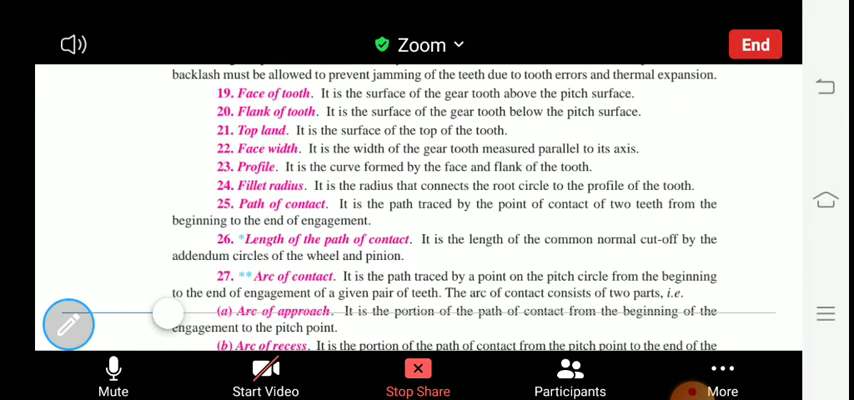 Zoom
End
backlash must be allowed to prevent jamming of the teeth due to tooth errors and thermal expansion.
19. Face of tooth. It is the surface of the gear tooth above the pitch surface.
20. Flank of tooth. It is the surface of the gear tooth below the pitch surface.
21. Top land. It is the surface of the top of the tooth.
22. Face width. It is the width of the gear tooth measured parallel to its axis.
23. Profile. It is the curve formed by the face and flank of the tooth.
24. Fillet radius. It is the radius that connects the root circle to the profile of the tooth.
25. Path of contact. It is the path traced by the point of contact of two teeth from the
beginning to the end of engagement.
26. *Length of the path of contact. It is the length of the common normal cut-off by the
addendum circles of the wheel and pinion.
27. ** Arc of contact. It is the path traced by a point on the pitch circle from the beginning
to the end of engagement of a given pair of teeth. The arc of contact consists of two parts, i.e.
(a) Arc of approach. It is the portion of the path of contact from the beginning of the
engagement to the pitch point.
(b) Arc of recess. It is the portion of the path of contact from the pitch point to the end of the
Mute
Start Video
Stop Share
Participants
More